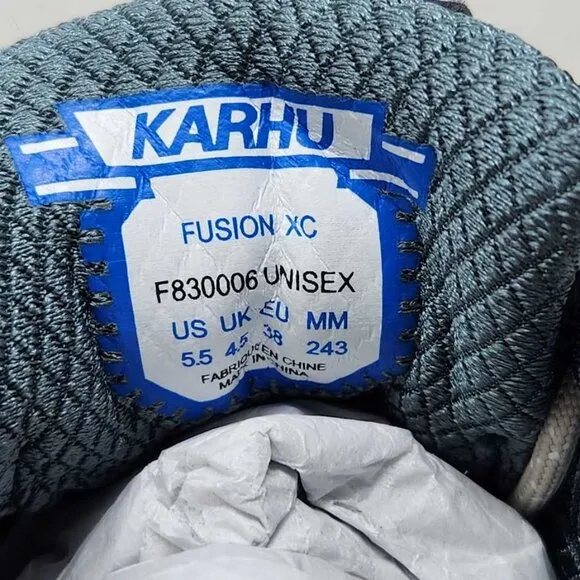 KARHU
FUSION XC
F830006 UNISEX
US UK EU MM
5.5 4.5 38 243
FABRIQUE EN CHINE
MADE IN CHINA